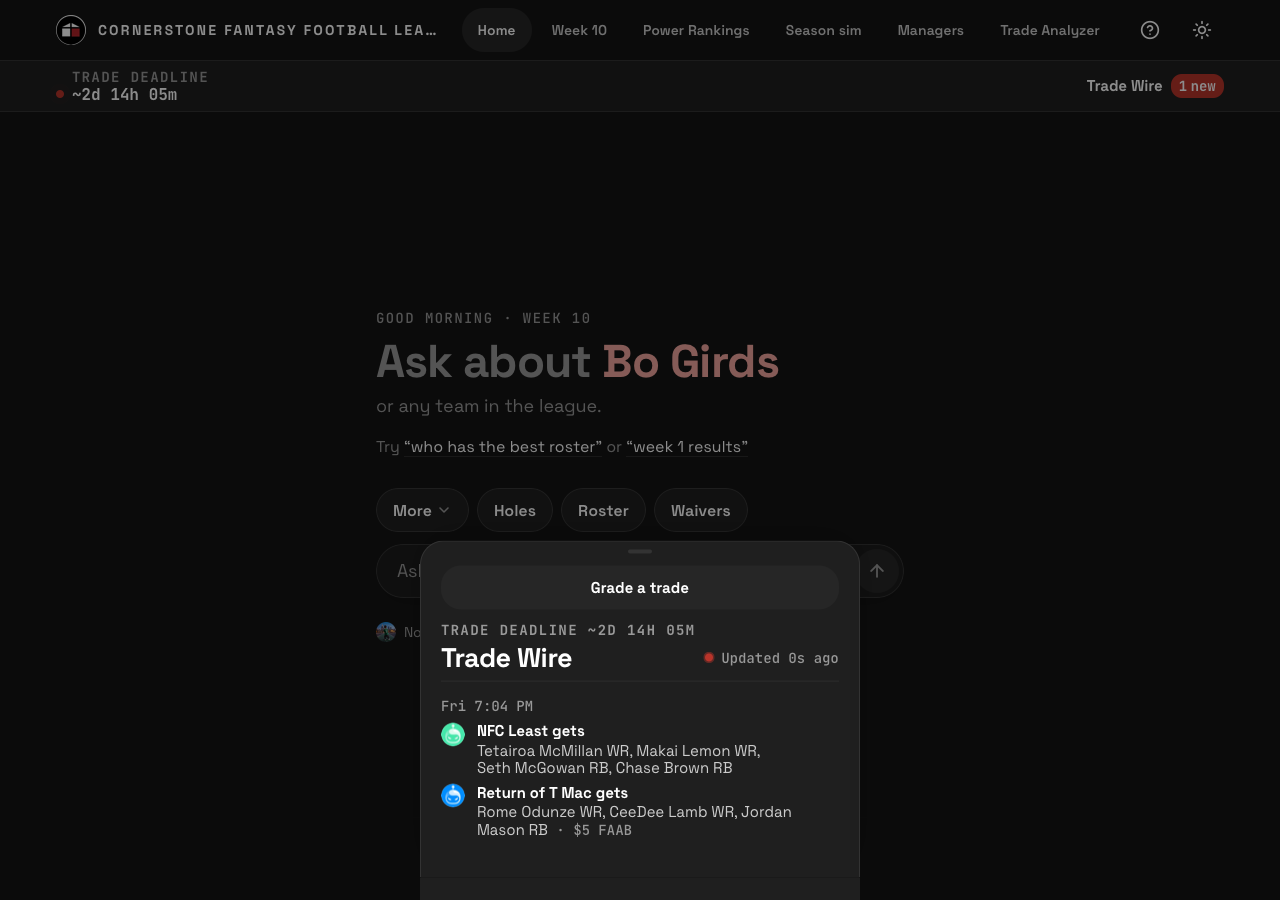 CORNERSTONE FANTASY FOOTBALL LEA…
Home
Week 10
Power Rankings
Season sim
Managers
Trade Analyzer
TRADE DEADLINE
~2d 14h 05m
Trade Wire
1 new
GOOD MORNING · WEEK 10
Ask about Bo Girds
or any team in the league.
Try “who has the best roster” or “week 1 results”
More
Holes
Roster
Waivers
Grade a trade
TRADE DEADLINE ~2D 14H 05M
Trade Wire
Updated 0s ago
Fri 7:04 PM
NFC Least gets
Tetairoa McMillan WR, Makai Lemon WR,
Seth McGowan RB, Chase Brown RB
Return of T Mac gets
Rome Odunze WR, CeeDee Lamb WR, Jordan
Mason RB · $5 FAAB